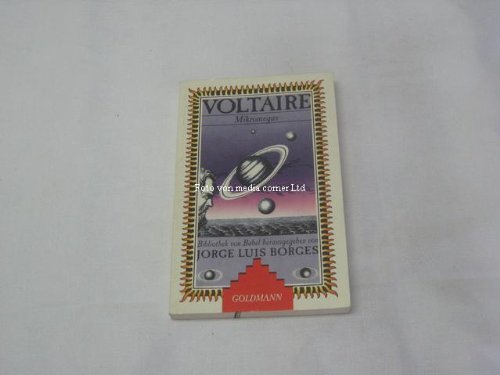 VOLTAIRE
Mikromegas
Foto von media corner Ltd.
Bibliothek von Babel herausgegeben von
JORGE LUIS BORGES
GOLDMANN